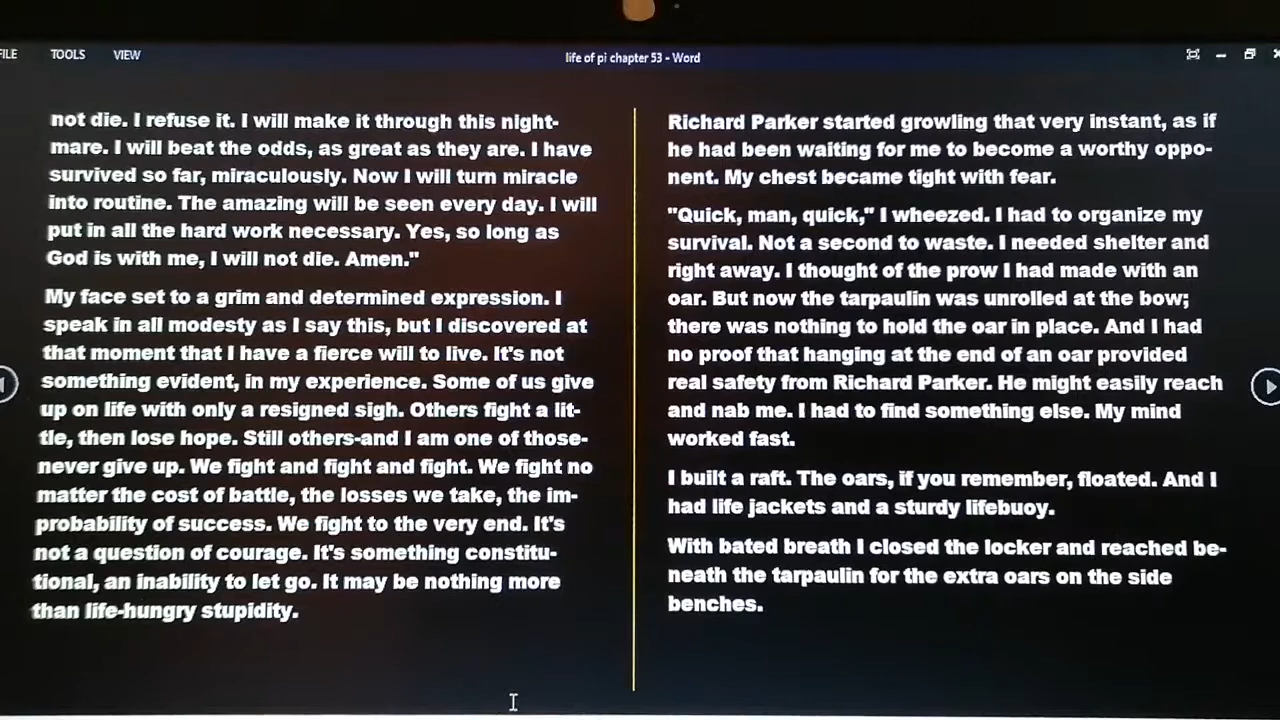 FILE TOOLS VIEW life of pi chapter 53 - Word
not die. I refuse it. I will make it through this night-
mare. I will beat the odds, as great as they are. I have
survived so far, miraculously. Now I will turn miracle
into routine. The amazing will be seen every day. I will
put in all the hard work necessary. Yes, so long as
God is with me, I will not die. Amen."
My face set to a grim and determined expression. I
speak in all modesty as I say this, but I discovered at
that moment that I have a fierce will to live. It's not
something evident, in my experience. Some of us give
up on life with only a resigned sigh. Others fight a lit-
tle, then lose hope. Still others-and I am one of those-
never give up. We fight and fight and fight. We fight no
matter the cost of battle, the losses we take, the im-
probability of success. We fight to the very end. It's
not a question of courage. It's something constitu-
tional, an inability to let go. It may be nothing more
than life-hungry stupidity.
Richard Parker started growling that very instant, as if
he had been waiting for me to become a worthy oppo-
nent. My chest became tight with fear.
"Quick, man, quick," I wheezed. I had to organize my
survival. Not a second to waste. I needed shelter and
right away. I thought of the prow I had made with an
oar. But now the tarpaulin was unrolled at the bow;
there was nothing to hold the oar in place. And I had
no proof that hanging at the end of an oar provided
real safety from Richard Parker. He might easily reach
and nab me. I had to find something else. My mind
worked fast.
I built a raft. The oars, if you remember, floated. And I
had life jackets and a sturdy lifebuoy.
With bated breath I closed the locker and reached be-
neath the tarpaulin for the extra oars on the side
benches.